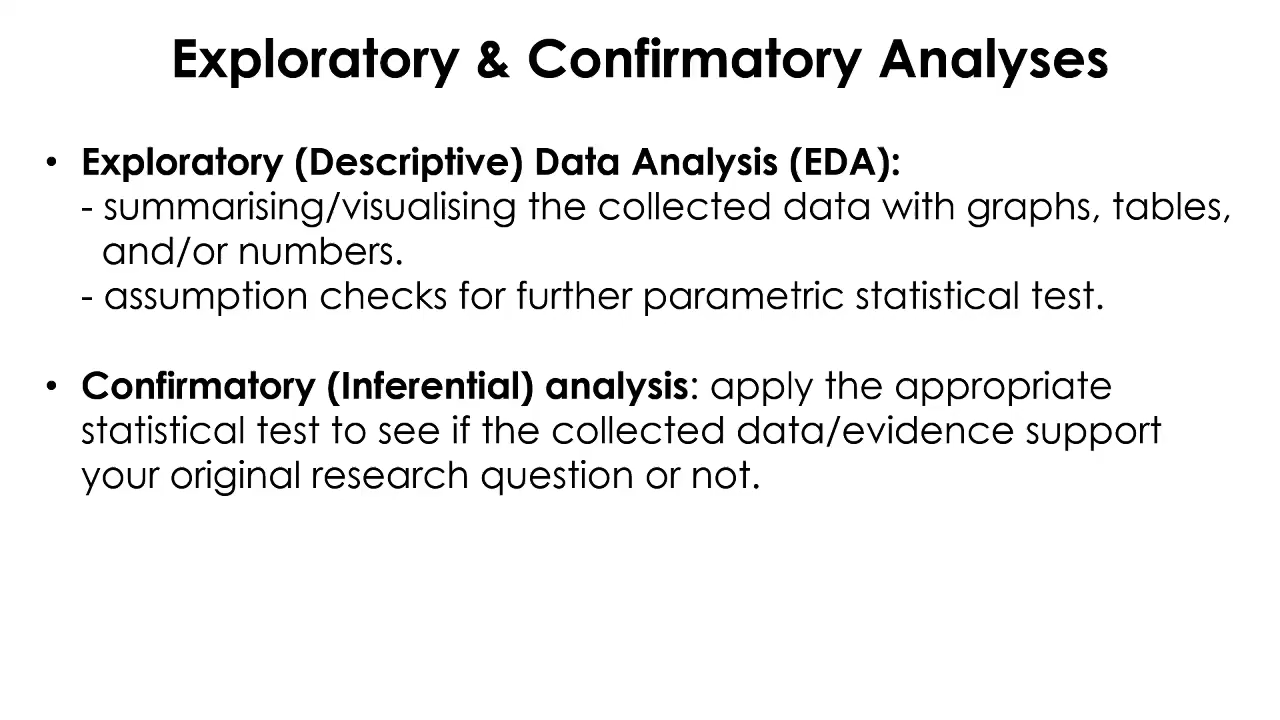 Exploratory & Confirmatory Analyses
• Exploratory (Descriptive) Data Analysis (EDA):
- summarising/visualising the collected data with graphs, tables,
and/or numbers.
- assumption checks for further parametric statistical test.
• Confirmatory (Inferential) analysis: apply the appropriate
statistical test to see if the collected data/evidence support
your original research question or not.